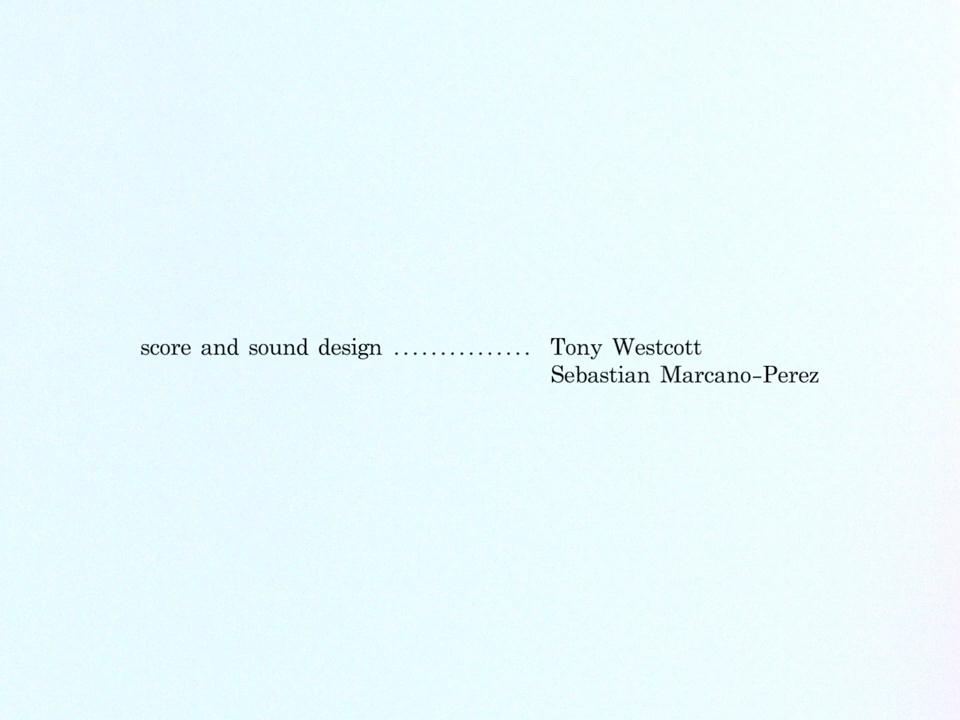 score and sound design ............... Tony Westcott
Sebastian Marcano-Perez